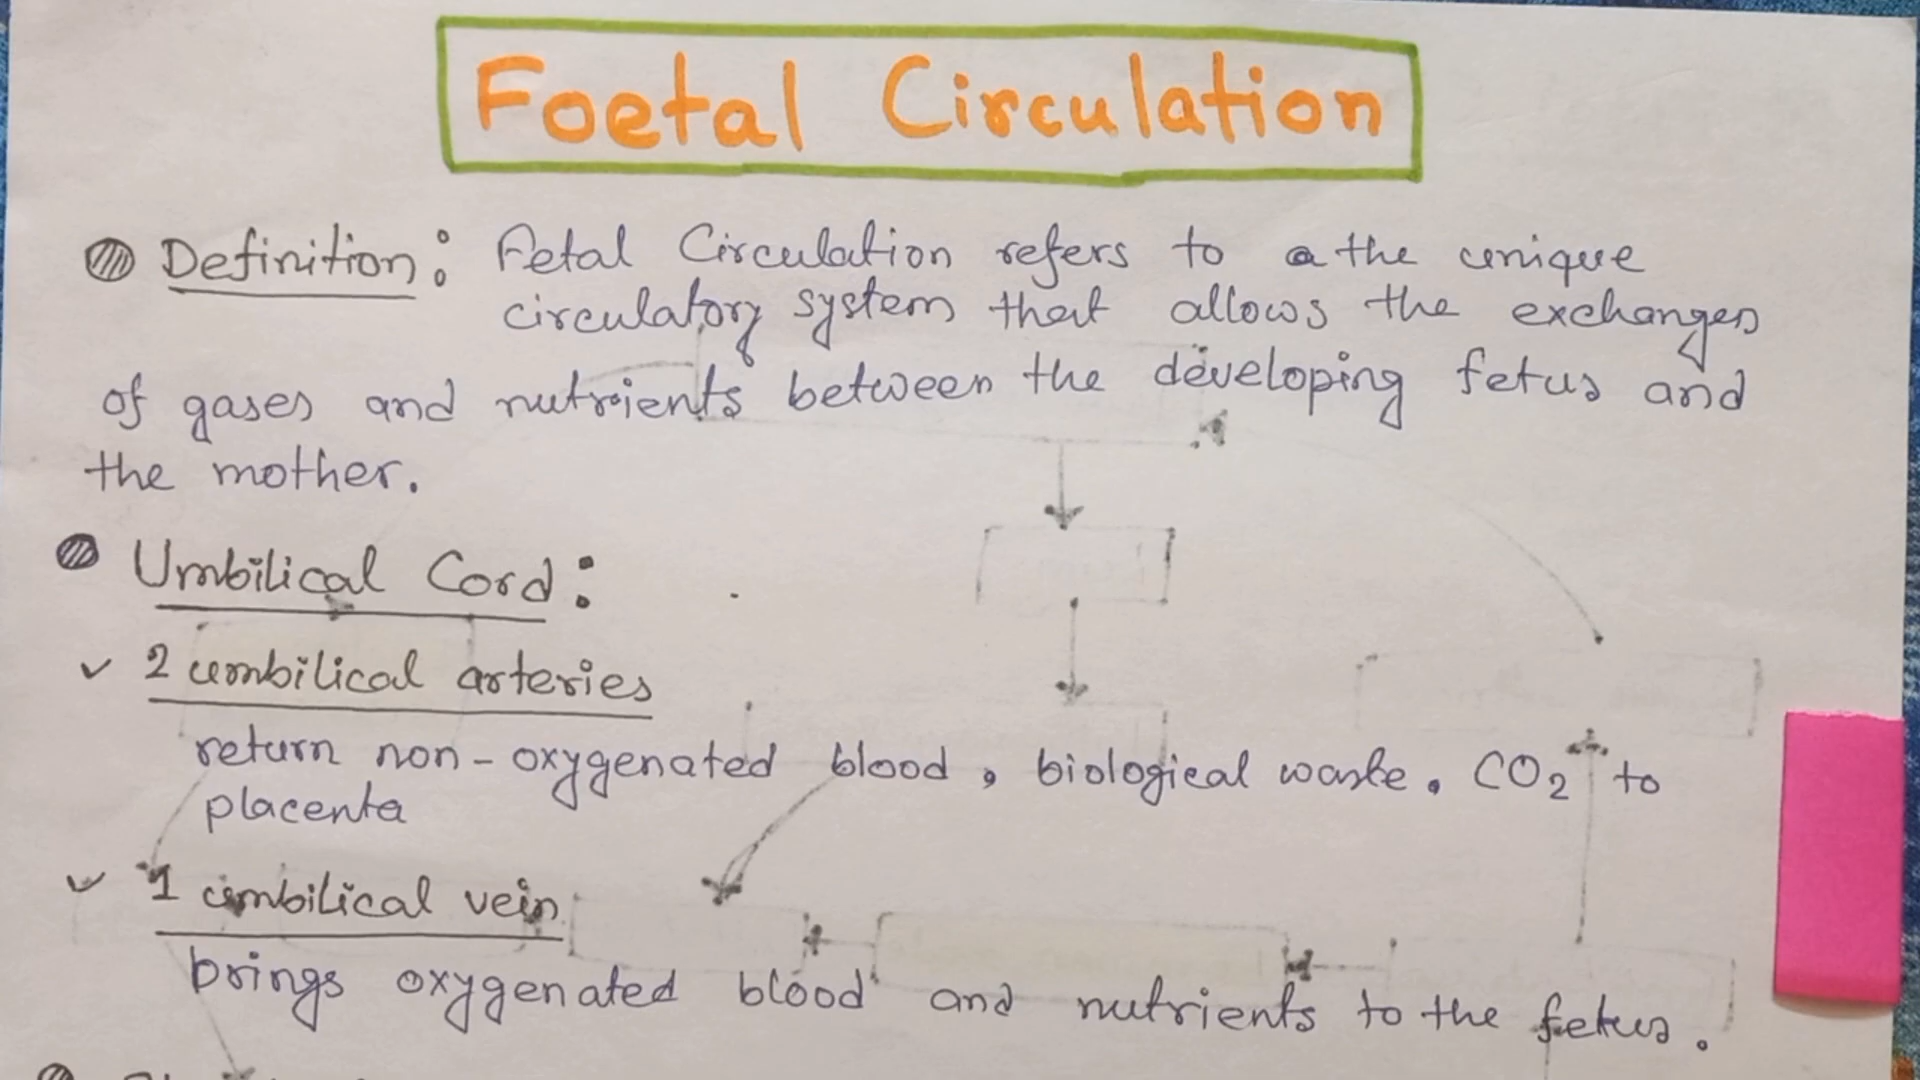 Foetal Circulation
Definition: Fetal Circulation refers to a the unique
circulatory system that allows the exchanges
of gases and nutrients between the developing fetus and
the mother.
Umbilical Cord:
✓ 2 umbilical arteries
return non-oxygenated blood, biological waste. CO₂ to
placenta
✓ 1 umbilical vein
brings oxygenated blood and nutrients to the fetus.